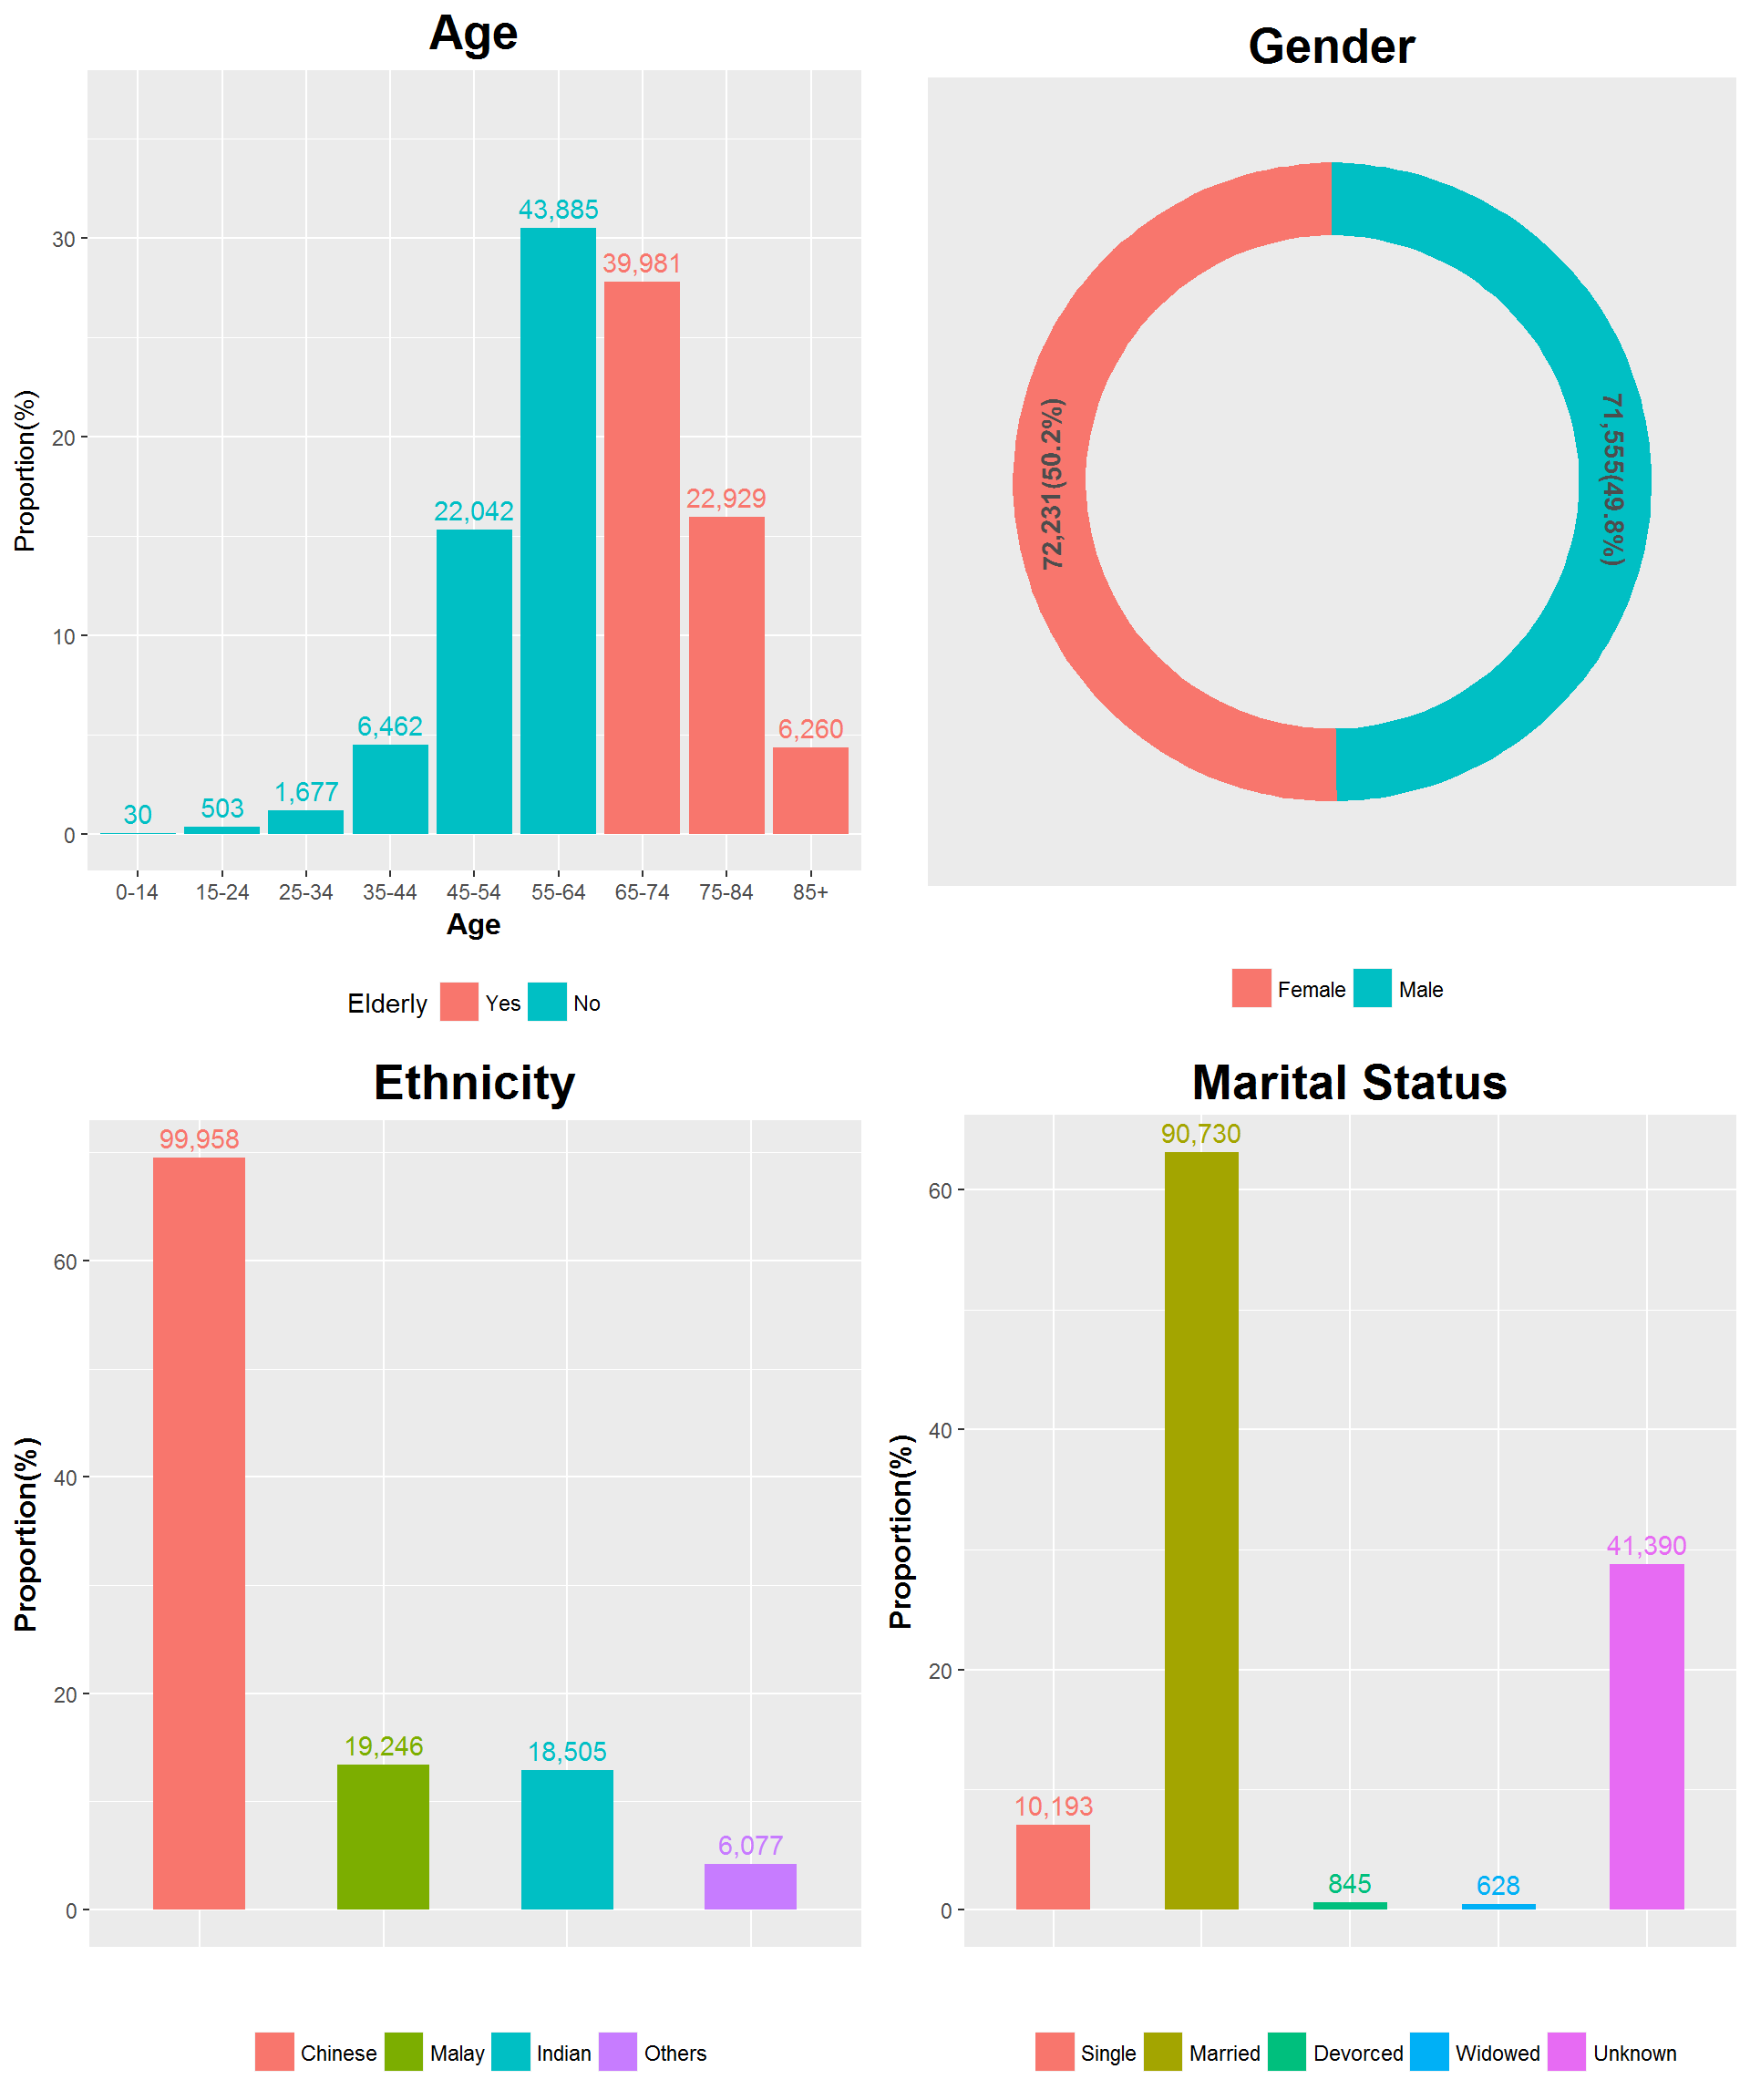 Age
Proportion(%)
30
20
10
0
30
503
1,677
6,462
22,042
43,885
39,981
22,929
6,260
0-14 15-24 25-34 35-44 45-54 55-64 65-74 75-84 85+
Age
Elderly Yes No
Gender
72,231(50.2%)
71,555(49.8%)
Female Male
Ethnicity
Proportion(%)
60
40
20
0
99,958
19,246
18,505
6,077
Chinese Malay Indian Others
Marital Status
Proportion(%)
60
40
20
0
10,193
90,730
845
628
41,390
Single Married Devorced Widowed Unknown